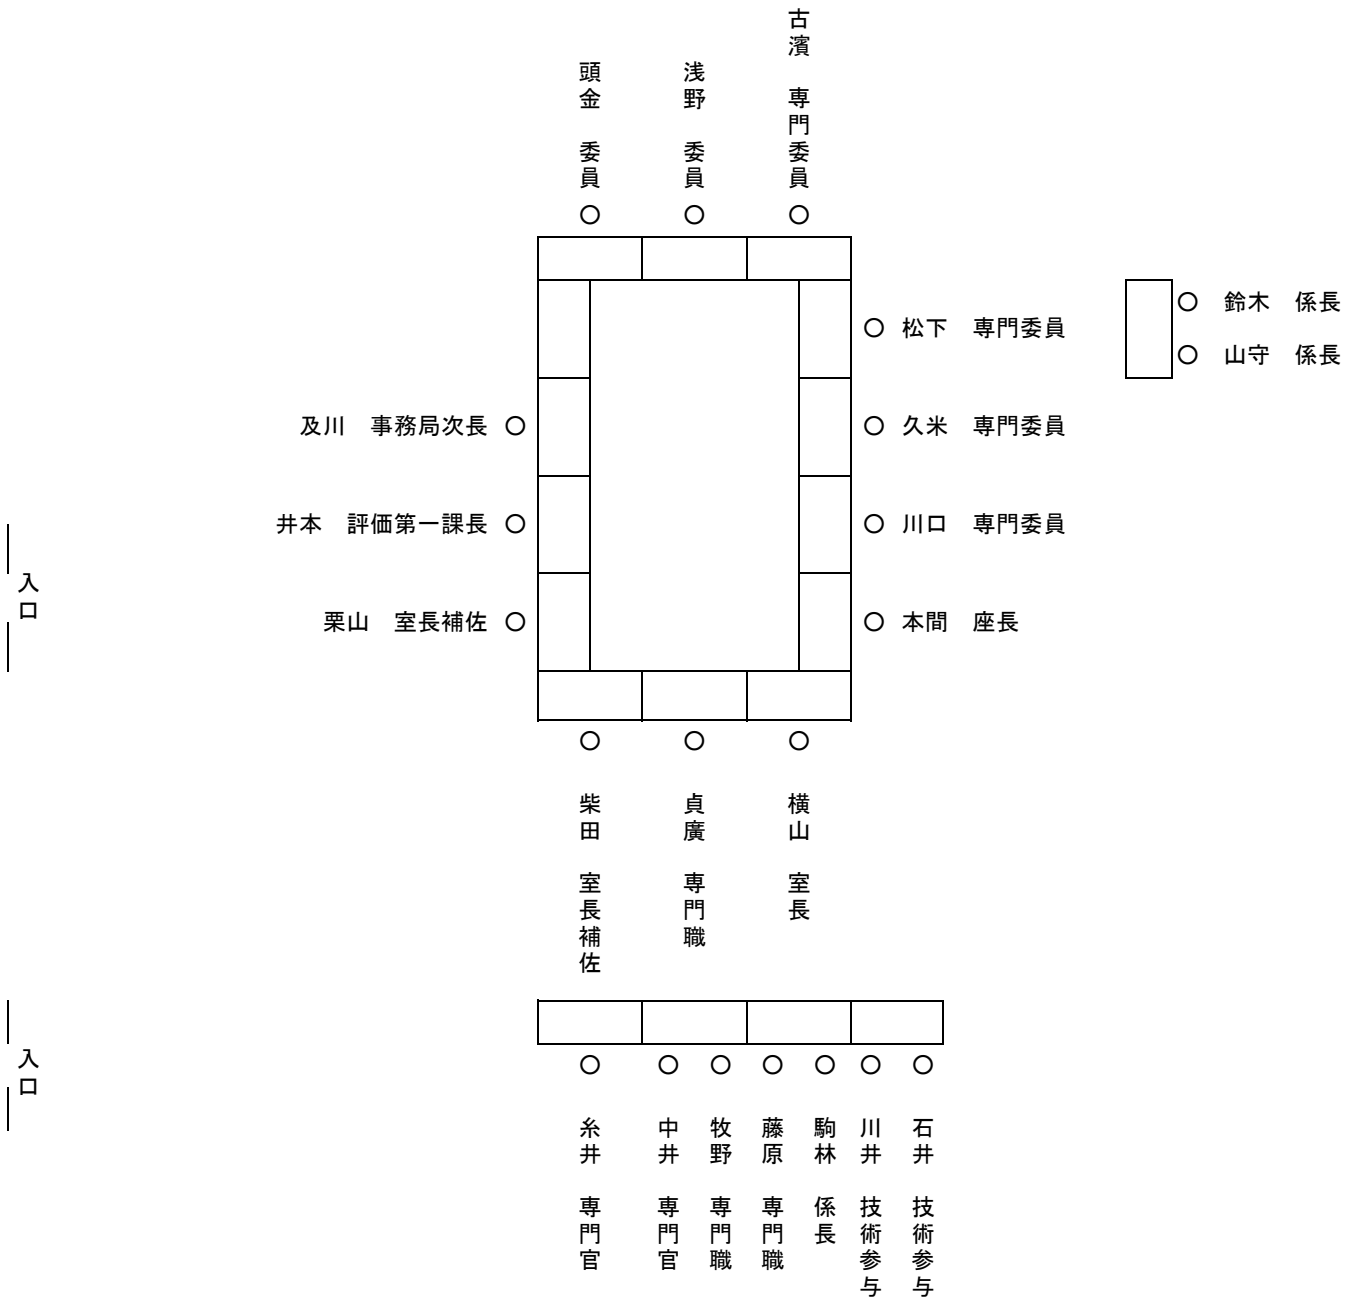 古濱　専門委員
浅野　委員
頭金　委員
鈴木　係長
松下　専門委員
山守　係長
及川　事務局次長
久米　専門委員
井本　評価第一課長
川口　専門委員
入口
栗山　室長補佐
本間　座長
横山　室長
貞廣　専門職
柴田　室長補佐
入口
石井　技術参与
川井　技術参与
駒林　係長
藤原　専門職
牧野　専門職
中井　専門官
糸井　専門官